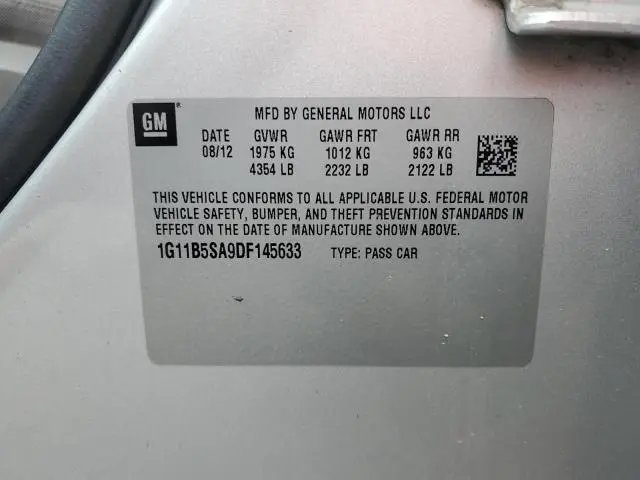 GM ®
MFD BY GENERAL MOTORS LLC
DATE GVWR GAWR FRT GAWR RR
08/12 1975 KG 1012 KG 963 KG
4354 LB 2232 LB 2122 LB
THIS VEHICLE CONFORMS TO ALL APPLICABLE U.S. FEDERAL MOTOR
VEHICLE SAFETY, BUMPER, AND THEFT PREVENTION STANDARDS IN
EFFECT ON THE DATE OF MANUFACTURE SHOWN ABOVE.
1G11B5SA9DF145633 TYPE: PASS CAR